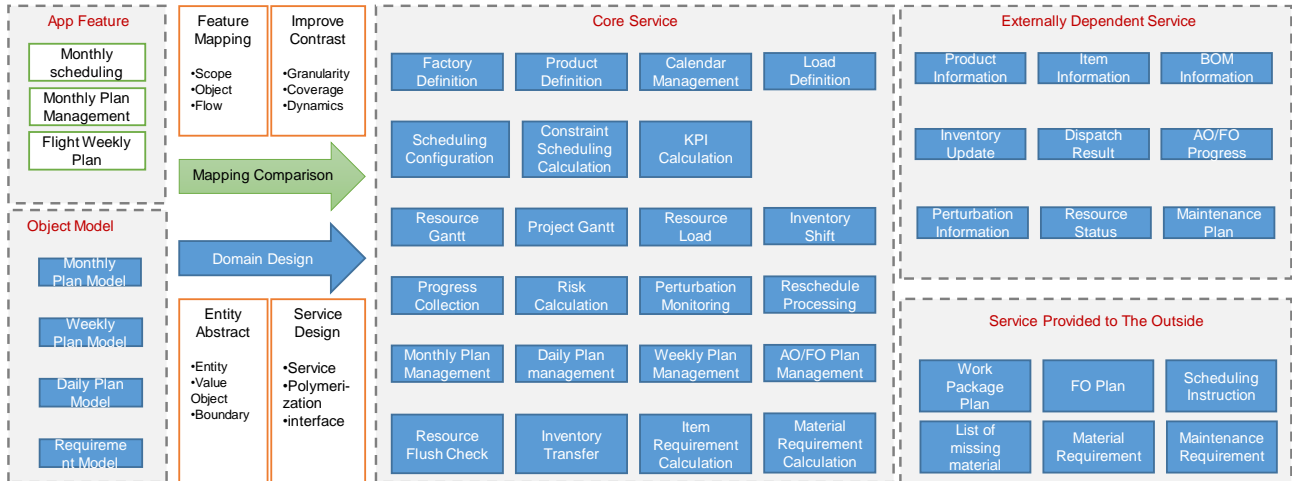 App Feature
Monthly
scheduling
Monthly Plan
Management
Flight Weekly
Plan
Object Model
Monthly
Plan Model
Weekly
Plan Model
Daily Plan
Model
Requireme
nt Model
Feature
Mapping
•Scope
•Object
•Flow
Improve
Contrast
•Granularity
•Coverage
•Dynamics
Mapping Comparison
Domain Design
Entity
Abstract
•Entity
•Value
Object
•Boundary
Service
Design
•Service
•Polymeri-
zation
•interface
Core Service
Factory
Definition
Product
Definition
Calendar
Management
Load
Definition
Scheduling
Configuration
Constraint
Scheduling
Calculation
KPI
Calculation
Resource
Gantt
Project Gantt
Resource
Load
Inventory
Shift
Progress
Collection
Risk
Calculation
Perturbation
Monitoring
Reschedule
Processing
Monthly Plan
Management
Daily Plan
management
Weekly Plan
Management
AO/FO Plan
Management
Resource
Flush Check
Inventory
Transfer
Item
Requirement
Calculation
Material
Requirement
Calculation
Externally Dependent Service
Product
Information
Item
Information
BOM
Information
Inventory
Update
Dispatch
Result
AO/FO
Progress
Perturbation
Information
Resource
Status
Maintenance
Plan
Service Provided to The Outside
Work
Package
Plan
FO Plan
Scheduling
Instruction
List of
missing
material
Material
Requirement
Maintenance
Requirement